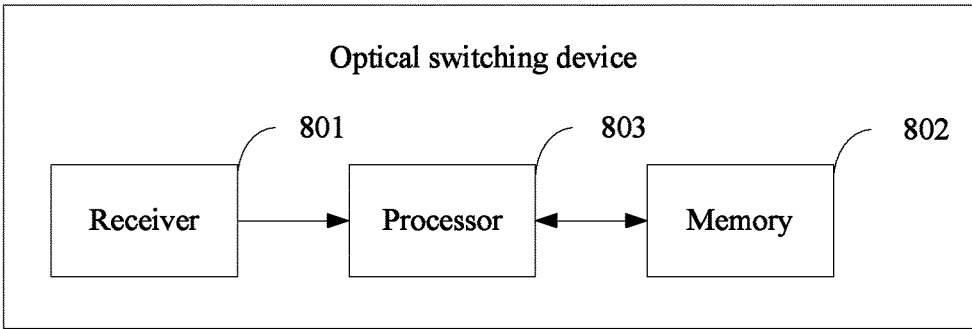 Optical switching device
801
803
802
Receiver
Processor
Memory